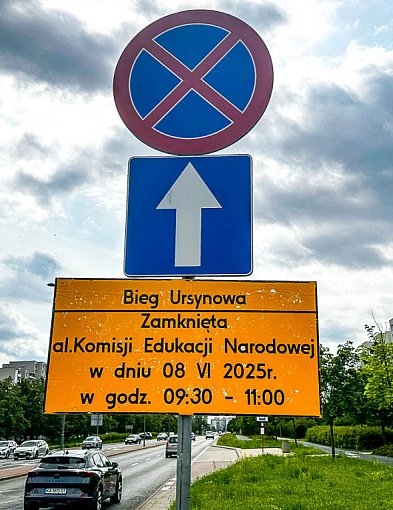 Bieg Ursynowa
Zamknięta
al.Komisji Edukacji Narodowej
w dniu 08 VI 2025r.
w godz. 09:30 - 11:00